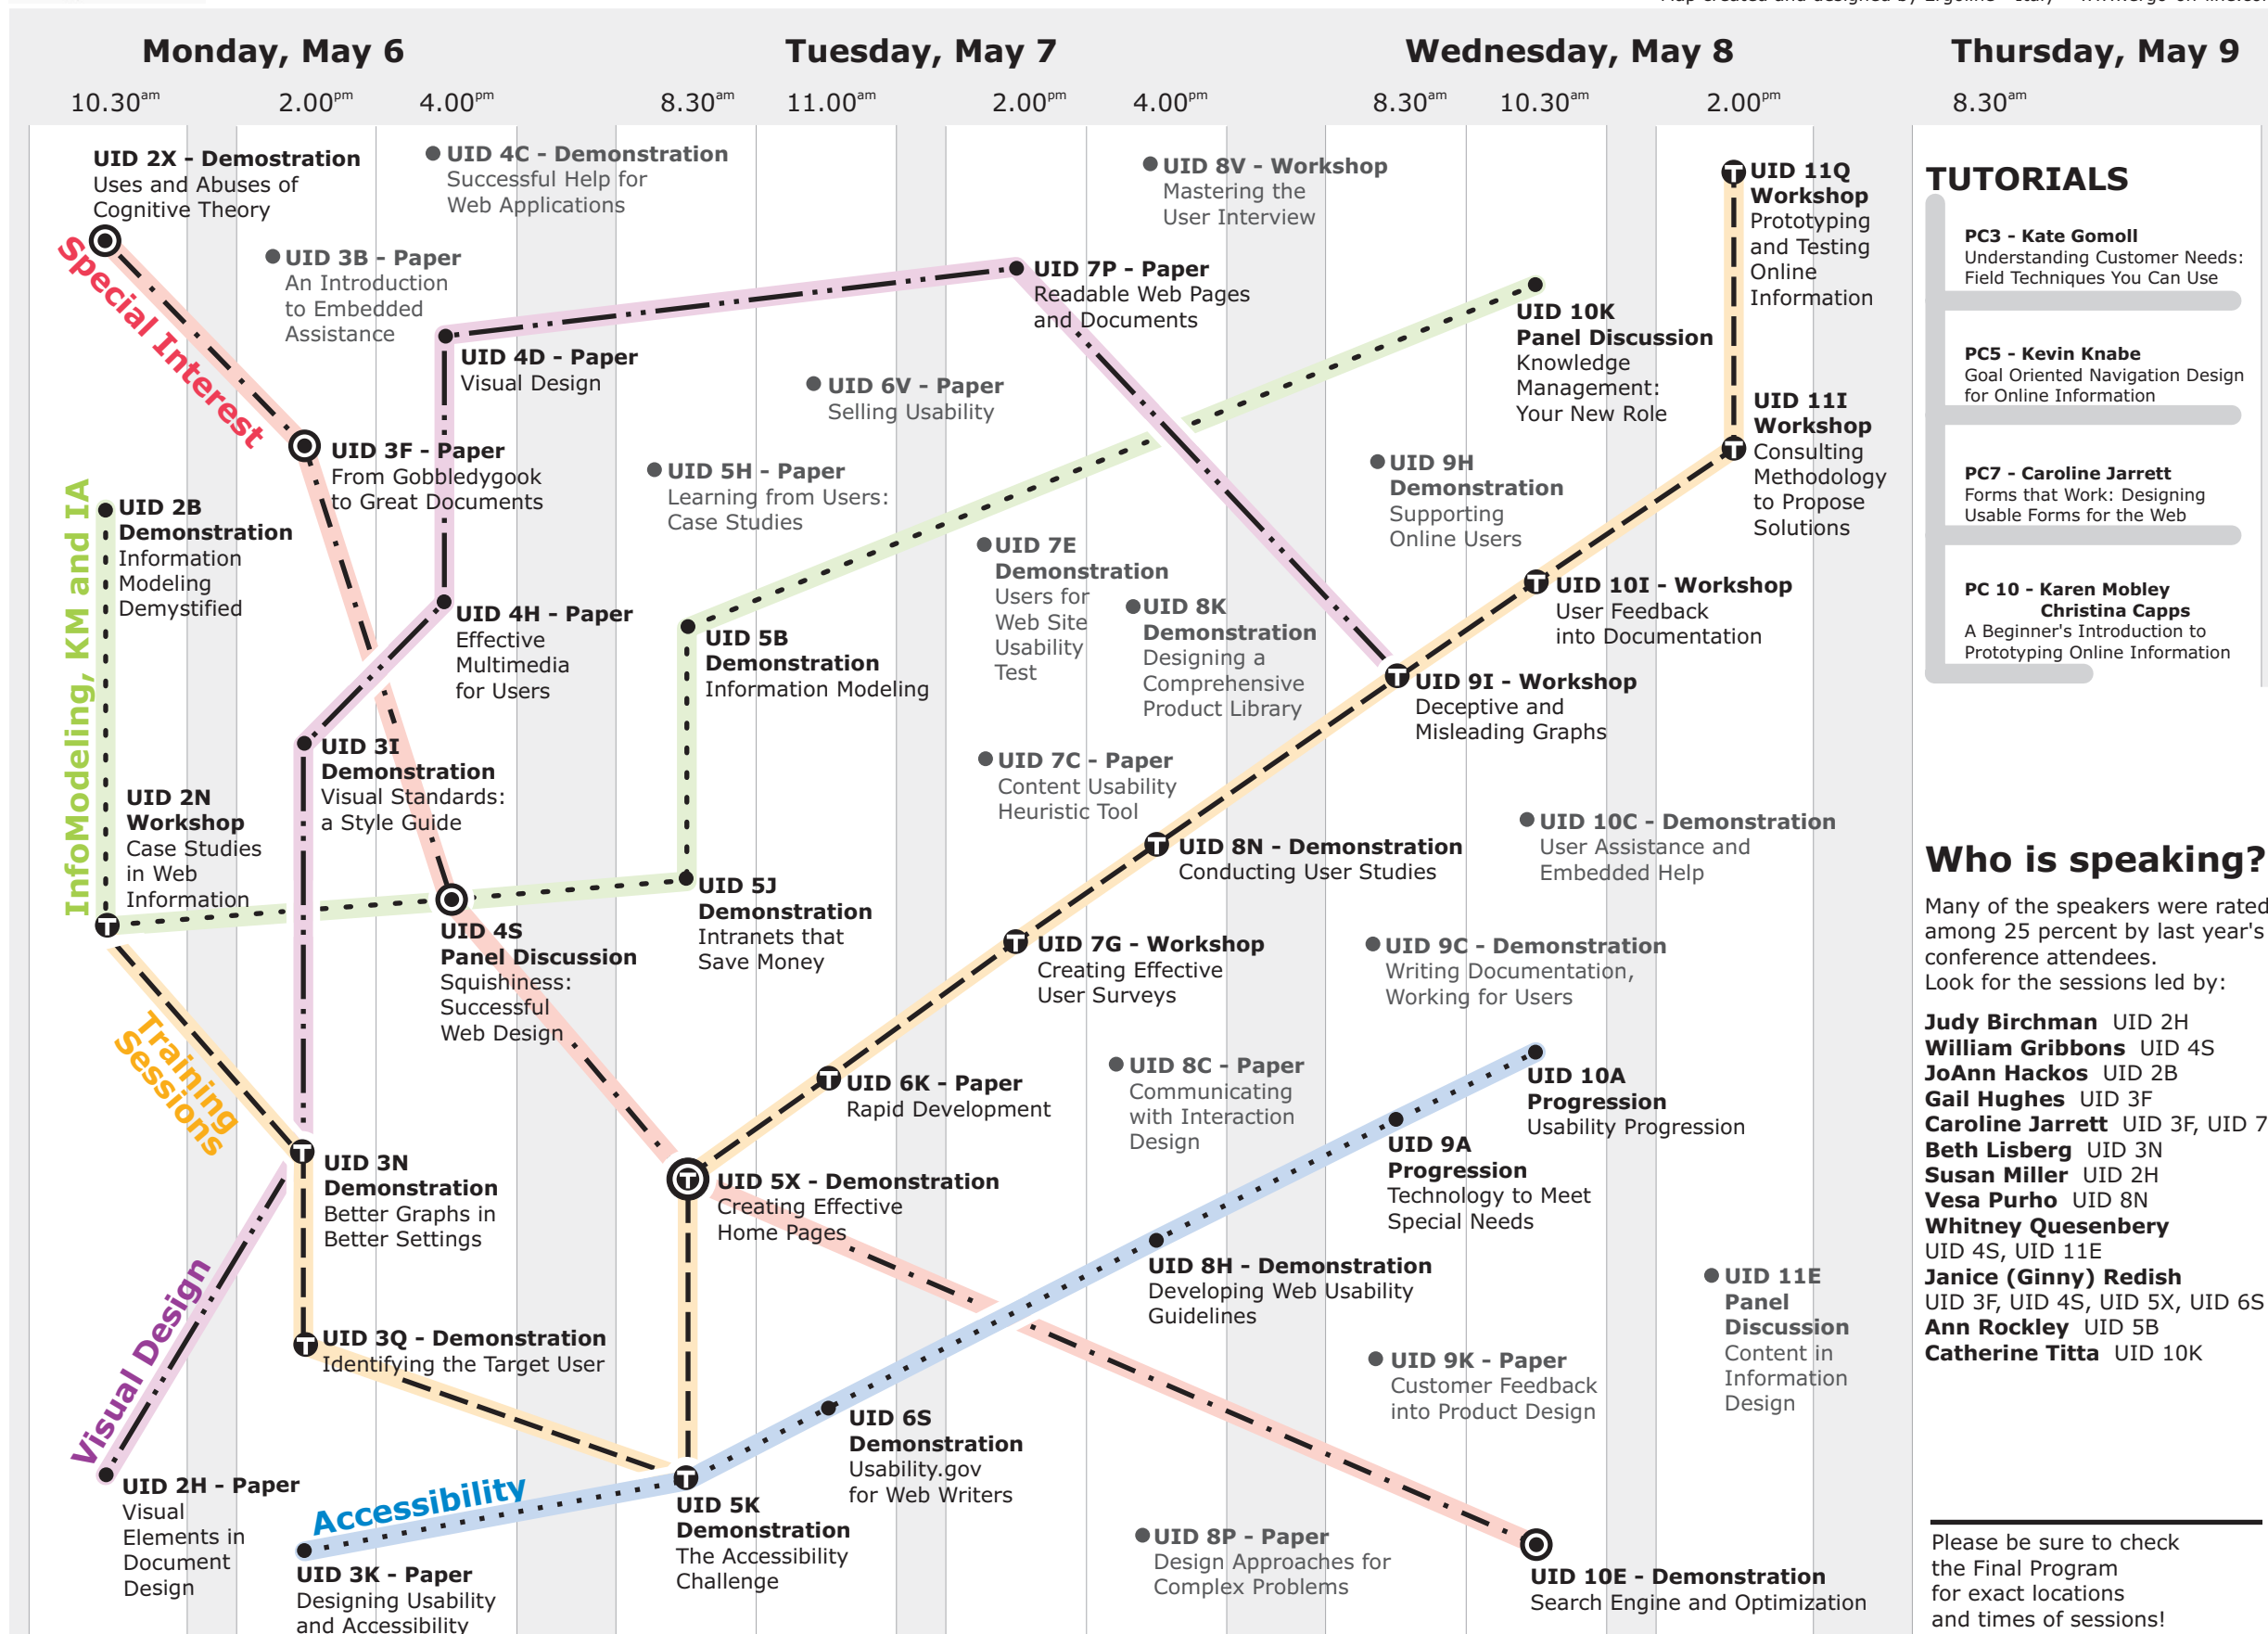 Monday, May 6
Tuesday, May 7
Wednesday, May 8
Thursday, May 9
10.30am
2.00pm
4.00pm
8.30am
11.00am
2.00pm
4.00pm
8.30am
10.30am
2.00pm
8.30am
UID 2X - Demostration
Uses and Abuses of
Cognitive Theory
UID 4C - Demonstration
Successful Help for
Web Applications
UID 8V - Workshop
Mastering the
User Interview
UID 11Q
Workshop
Prototyping
and Testing
Online
Information
Special Interest
UID 3B - Paper
An Introduction
to Embedded
Assistance
UID 7P - Paper
Readable Web Pages
and Documents
UID 10K
Panel Discussion
Knowledge
Management:
Your New Role
UID 4D - Paper
Visual Design
UID 6V - Paper
Selling Usability
UID 11I
Workshop
Consulting
Methodology
to Propose
Solutions
UID 3F - Paper
From Gobbledygook
to Great Documents
UID 5H - Paper
Learning from Users:
Case Studies
UID 9H
Demonstration
Supporting
Online Users
InfoModeling, KM and IA
UID 2B
Demonstration
Information
Modeling
Demystified
UID 7E
Demonstration
Users for
Web Site
Usability
Test
UID 8K
Demonstration
Designing a
Comprehensive
Product Library
UID 10I - Workshop
User Feedback
into Documentation
UID 4H - Paper
Effective
Multimedia
for Users
UID 5B
Demonstration
Information Modeling
UID 9I - Workshop
Deceptive and
Misleading Graphs
UID 3I
Demonstration
Visual Standards:
a Style Guide
UID 7C - Paper
Content Usability
Heuristic Tool
UID 2N
Workshop
Case Studies
in Web
Information
UID 10C - Demonstration
User Assistance and
Embedded Help
UID 8N - Demonstration
Conducting User Studies
UID 5J
Demonstration
Intranets that
Save Money
UID 4S
Panel Discussion
Squishiness:
Successful
Web Design
UID 7G - Workshop
Creating Effective
User Surveys
UID 9C - Demonstration
Writing Documentation,
Working for Users
Training
Sessions
UID 6K - Paper
Rapid Development
UID 8C - Paper
Communicating
with Interaction
Design
UID 10A
Progression
Usability Progression
UID 9A
Progression
Technology to Meet
Special Needs
UID 3N
Demonstration
Better Graphs in
Better Settings
UID 5X - Demonstration
Creating Effective
Home Pages
UID 8H - Demonstration
Developing Web Usability
Guidelines
UID 11E
Panel
Discussion
Content in
Information
Design
Visual Design
UID 3Q - Demonstration
Identifying the Target User
UID 9K - Paper
Customer Feedback
into Product Design
UID 6S
Demonstration
Usability.gov
for Web Writers
UID 2H - Paper
Visual
Elements in
Document
Design
Accessibility
UID 5K
Demonstration
The Accessibility
Challenge
UID 3K - Paper
Designing Usability
and Accessibility
UID 8P - Paper
Design Approaches for
Complex Problems
UID 10E - Demonstration
Search Engine and Optimization
TUTORIALS
PC3 - Kate Gomoll
Understanding Customer Needs:
Field Techniques You Can Use
PC5 - Kevin Knabe
Goal Oriented Navigation Design
for Online Information
PC7 - Caroline Jarrett
Forms that Work: Designing
Usable Forms for the Web
PC 10 - Karen Mobley
Christina Capps
A Beginner's Introduction to
Prototyping Online Information
Who is speaking?
Many of the speakers were rated
among 25 percent by last year's
conference attendees.
Look for the sessions led by:
Judy Birchman UID 2H
William Gribbons UID 4S
JoAnn Hackos UID 2B
Gail Hughes UID 3F
Caroline Jarrett UID 3F, UID 7
Beth Lisberg UID 3N
Susan Miller UID 2H
Vesa Purho UID 8N
Whitney Quesenbery
UID 4S, UID 11E
Janice (Ginny) Redish
UID 3F, UID 4S, UID 5X, UID 6S
Ann Rockley UID 5B
Catherine Titta UID 10K
Please be sure to check
the Final Program
for exact locations
and times of sessions!